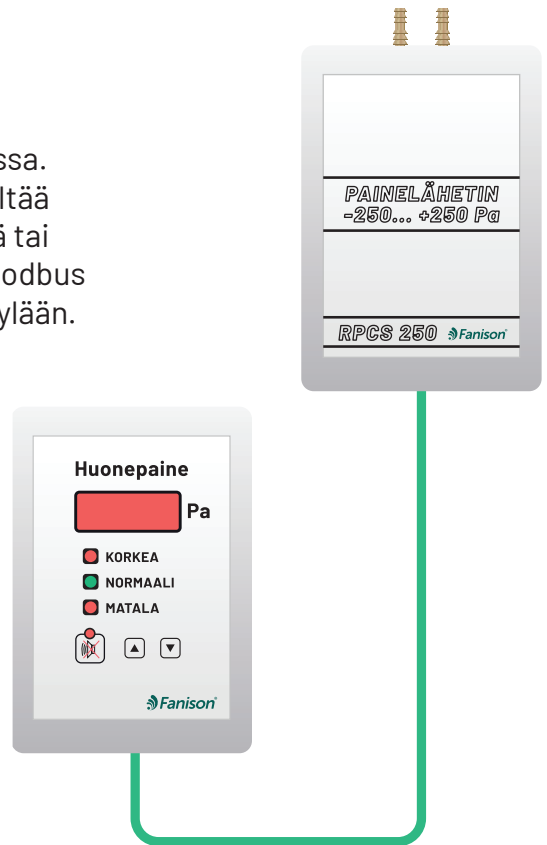 ssa.
ltää
ä tai
odbus
ylään.
PAINELÄHETIN
-250... +250 Pa
RPCS 250 Fanison
Huonepaine
Pa
KORKEA
NORMAALI
MATALA
Fanison